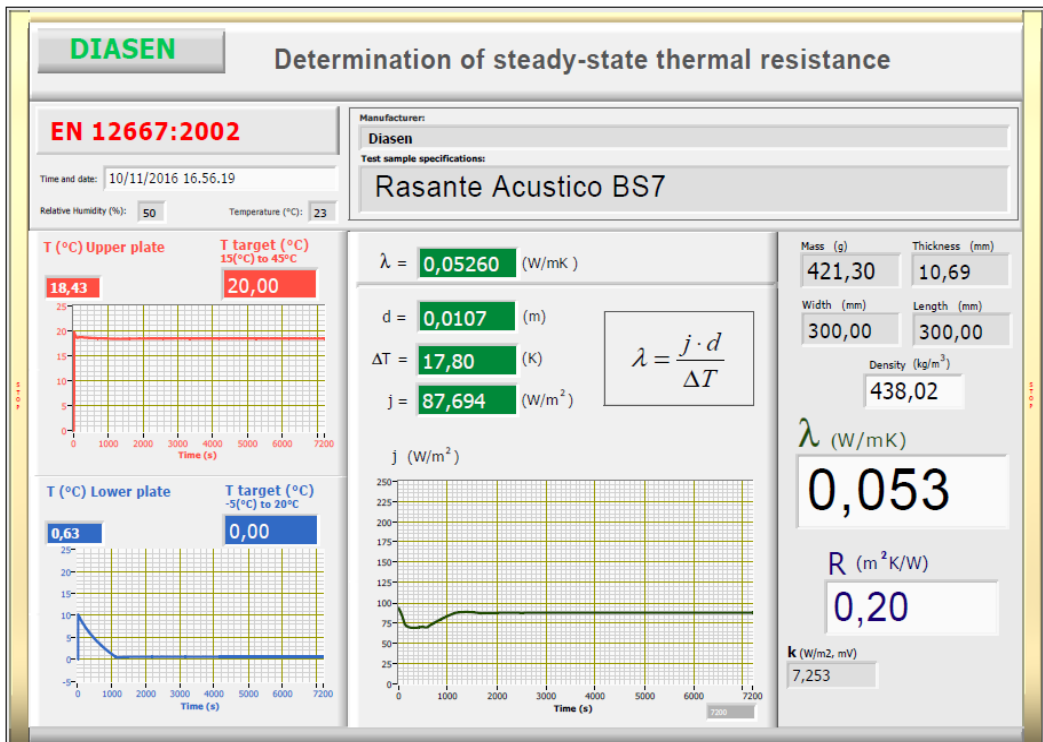 DIASEN
Determination of steady-state thermal resistance
EN 12667:2002
Time and date: 10/11/2016 16.56.19
Relative Humidity (%): 50 Temperature (°C): 23
Manufacturer:
Diasen
Test sample specifications:
Rasante Acustico BS7
T (°C) Upper plate
T target (°C)
15(°C) to 45°C
18,43
20,00
25
20
15
10
5
0
0 1000 2000 3000 4000 5000 6000 7200
Time (s)
T (°C) Lower plate
T target (°C)
-5(°C) to 20°C
0,63
0,00
25
20
15
10
5
0
-5
0 1000 2000 3000 4000 5000 6000 7200
Time (s)
λ = 0,05260 (W/mK )
d = 0,0107 (m)
ΔT = 17,80 (K)
j = 87,694 (W/m²)
λ = j · d / ΔT
j (W/m²)
250
225
200
175
150
125
100
75
50
25
0
0 1000 2000 3000 4000 5000 6000 7200
Time (s)
7200
Mass (g) Thickness (mm)
421,30 10,69
Width (mm) Length (mm)
300,00 300,00
Density (kg/m³)
438,02
λ (W/mK)
0,053
R (m²K/W)
0,20
k (W/m2, mV)
7,253
STOP
STOP